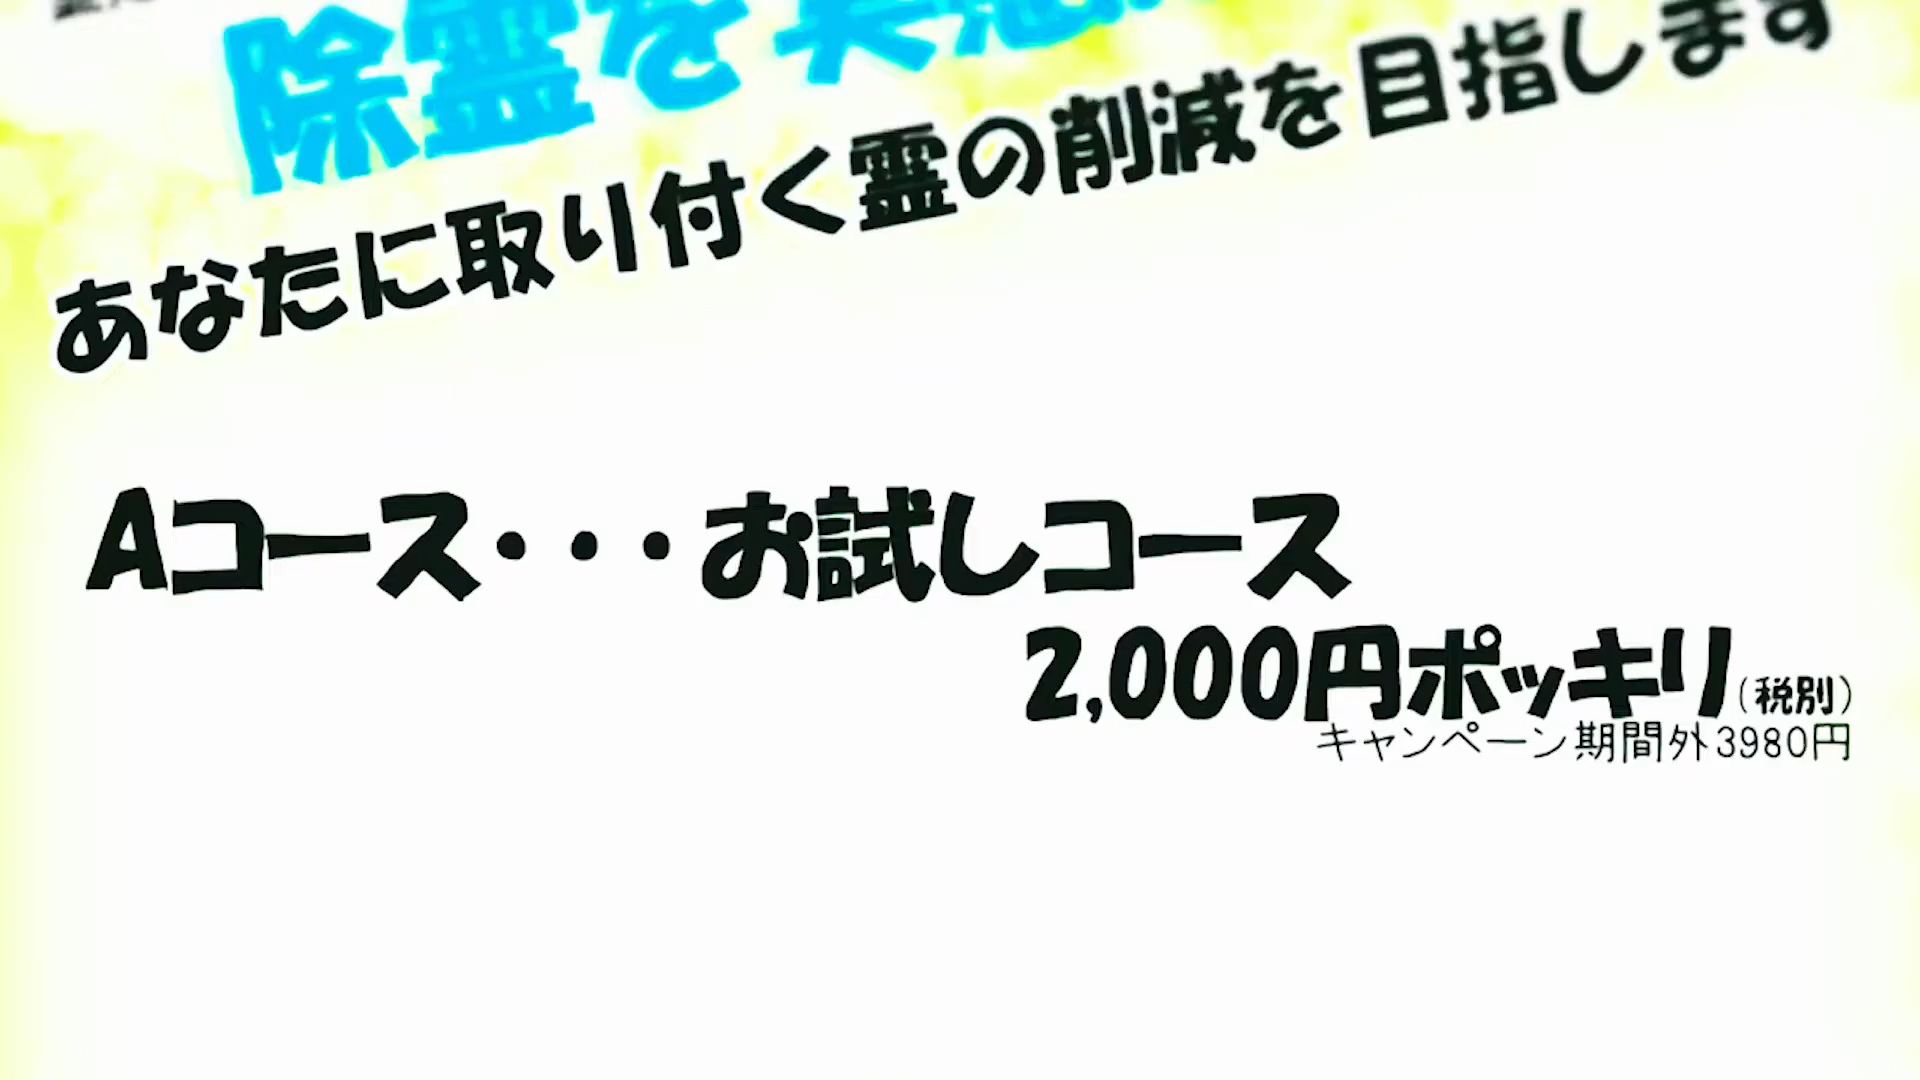 除霊を実感
あなたに取り付く霊の削減を目指します
Aコース・・・お試しコース
2,000円ポッキリ(税別)
キャンペーン期間外3980円